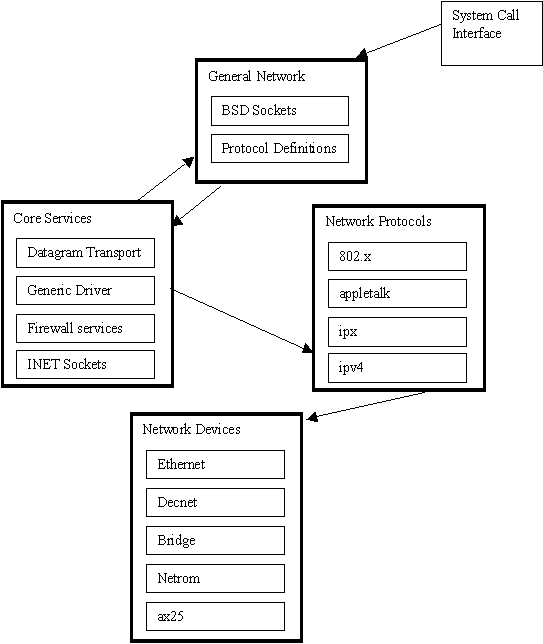 System Call
Interface
General Network
BSD Sockets
Protocol Definitions
Core Services
Datagram Transport
Generic Driver
Firewall services
INET Sockets
Network Protocols
802.x
appletalk
ipx
ipv4
Network Devices
Ethernet
Decnet
Bridge
Netrom
ax25